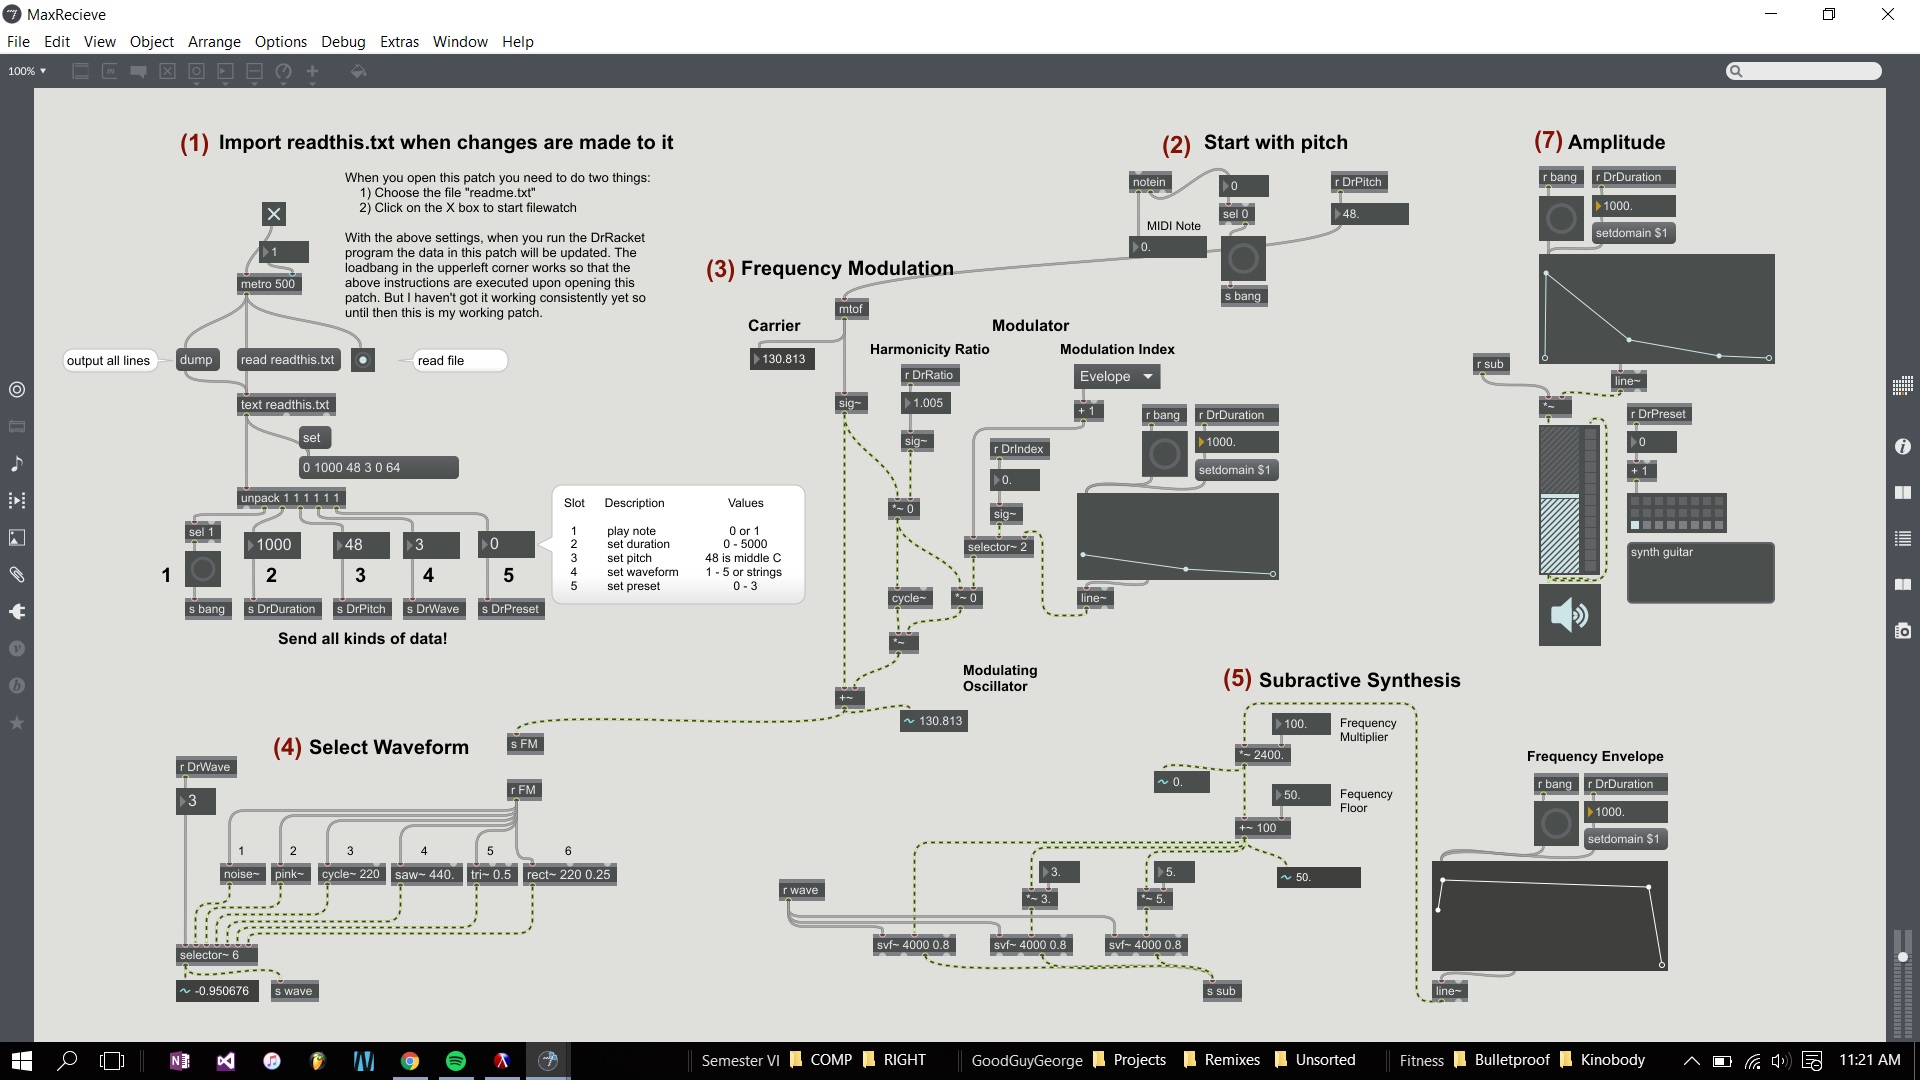 MaxRecieve
File Edit View Object Arrange Options Debug Extras Window Help
100%
(1) Import readthis.txt when changes are made to it
When you open this patch you need to do two things:
1) Choose the file "readme.txt"
2) Click on the X box to start filewatch
With the above settings, when you run the DrRacket
program the data in this patch will be updated. The
loadbang in the upperleft corner works so that the
above instructions are executed upon opening this
patch. But I haven't got it working consistently yet so
until then this is my working patch.
1
metro 500
output all lines
dump
read readthis.txt
read file
text readthis.txt
set
0 1000 48 3 0 64
unpack 1 1 1 1 1 1
sel 1
1000
48
3
0
1 2 3 4 5
s bang
s DrDuration
s DrPitch
s DrWave
s DrPreset
Send all kinds of data!
Slot Description Values
1 play note 0 or 1
2 set duration 0 - 5000
3 set pitch 48 is middle C
4 set waveform 1 - 5 or strings
5 set preset 0 - 3
(2) Start with pitch
notein
0
r DrPitch
sel 0
48.
MIDI Note
0.
s bang
(3) Frequency Modulation
mtof
Carrier
Modulator
130.813
Harmonicity Ratio
Modulation Index
r DrRatio
Evelope
1.005
+ 1
sig~
sig~
r bang
r DrDuration
1000.
setdomain $1
r DrIndex
0.
sig~
*~ 0
selector~ 2
cycle~
*~ 0
line~
*~
Modulating
Oscillator
+~
130.813
s FM
(4) Select Waveform
r DrWave
3
r FM
1 2 3 4 5 6
noise~
pink~
cycle~ 220
saw~ 440.
tri~ 0.5
rect~ 220 0.25
selector~ 6
~ -0.950676
s wave
(5) Subractive Synthesis
100.
Frequency
Multiplier
*~ 2400.
~ 0.
50.
Fequency
Floor
+~ 100
3.
5.
~ 50.
r wave
*~ 3.
*~ 5.
svf~ 4000 0.8
svf~ 4000 0.8
svf~ 4000 0.8
s sub
Frequency Envelope
r bang
r DrDuration
1000.
setdomain $1
line~
(7) Amplitude
r bang
r DrDuration
1000.
setdomain $1
r sub
line~
*~
r DrPreset
0
+ 1
synth guitar
Semester VI COMP RIGHT GoodGuyGeorge Projects Remixes Unsorted Fitness Bulletproof Kinobody 11:21 AM